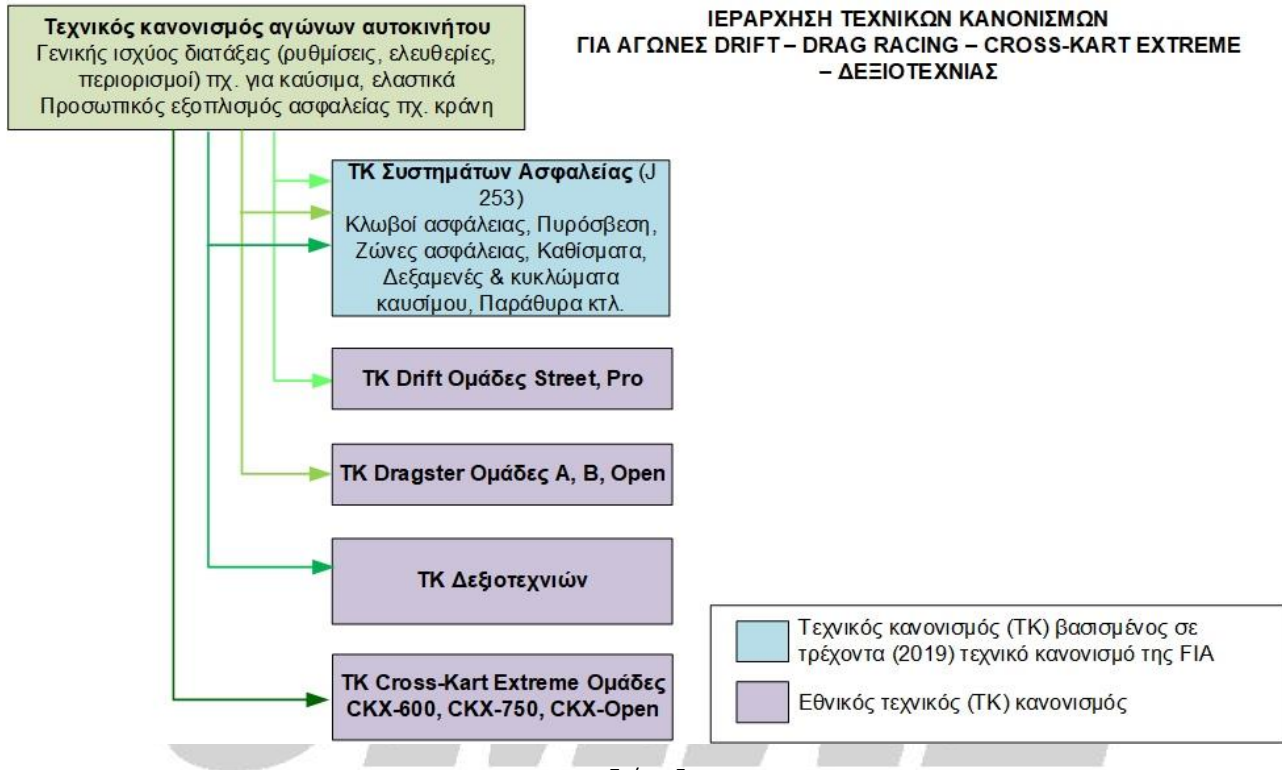 Τεχνικός κανονισμός αγώνων αυτοκινήτου
Γενικής ισχύος διατάξεις (ρυθμίσεις, ελευθερίες,
περιορισμοί) πχ. για καύσιμα, ελαστικά
Προσωπικός εξοπλισμός ασφαλείας πχ. κράνη
ΙΕΡΑΡΧΗΣΗ ΤΕΧΝΙΚΩΝ ΚΑΝΟΝΙΣΜΩΝ
ΓΙΑ ΑΓΩΝΕΣ DRIFT – DRAG RACING – CROSS-KART EXTREME
– ΔΕΞΙΟΤΕΧΝΙΑΣ
ΤΚ Συστημάτων Ασφαλείας (J
253)
Κλωβοί ασφάλειας, Πυρόσβεση,
Ζώνες ασφάλειας, Καθίσματα,
Δεξαμενές & κυκλώματα
καυσίμου, Παράθυρα κτλ.
ΤΚ Drift Ομάδες Street, Pro
ΤΚ Dragster Ομάδες A, B, Open
ΤΚ Δεξιοτεχνιών
ΤΚ Cross-Kart Extreme Ομάδες
CKX-600, CKX-750, CKX-Open
Τεχνικός κανονισμός (ΤΚ) βασισμένος σε
τρέχοντα (2019) τεχνικό κανονισμό της FIA
Εθνικός τεχνικός (ΤΚ) κανονισμός